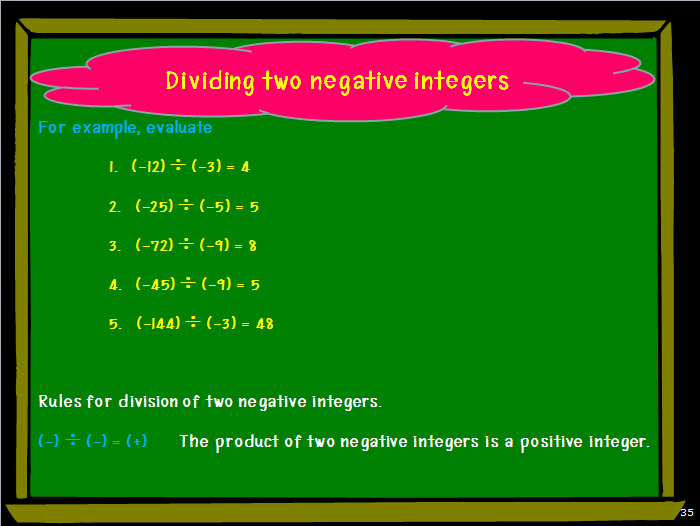 Dividing two negative integers
For example, evaluate
1. (-12) ÷ (-3) = 4
2. (-25) ÷ (-5) = 5
3. (-72) ÷ (-9) = 8
4. (-45) ÷ (-9) = 5
5. (-144) ÷ (-3) = 48
Rules for division of two negative integers.
(-) ÷ (-) = (+) The product of two negative integers is a positive integer.
35